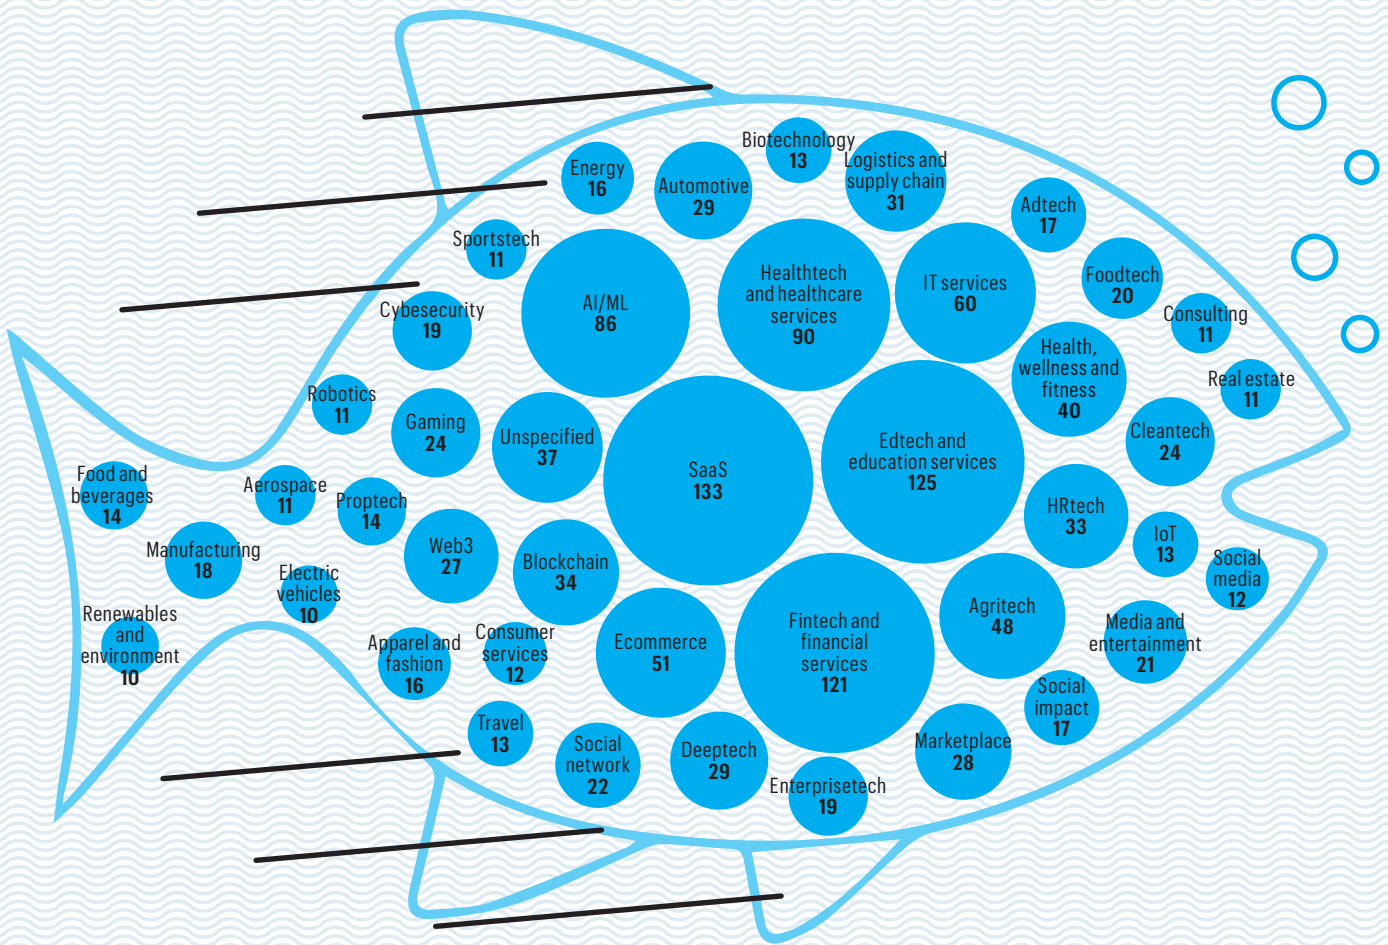 Biotechnology
13
Logistics and
supply chain
31
Energy
16
Automotive
29
Adtech
17
Sportstech
11
Healthtech
and healthcare
services
90
IT services
60
Foodtech
20
AI/ML
86
Cybesecurity
19
Consulting
11
Health,
wellness and
fitness
40
Real estate
11
Robotics
11
Gaming
24
Unspecified
37
Cleantech
24
Edtech and
education services
125
SaaS
133
Food and
beverages
14
Aerospace
11
Proptech
14
HRtech
33
IoT
13
Manufacturing
18
Web3
27
Blockchain
34
Social
media
12
Electric
vehicles
10
Agritech
48
Renewables
and
environment
10
Apparel and
fashion
16
Consumer
services
12
Ecommerce
51
Fintech and
financial
services
121
Media and
entertainment
21
Social
impact
17
Travel
13
Social
network
22
Deeptech
29
Marketplace
28
Enterprisetech
19